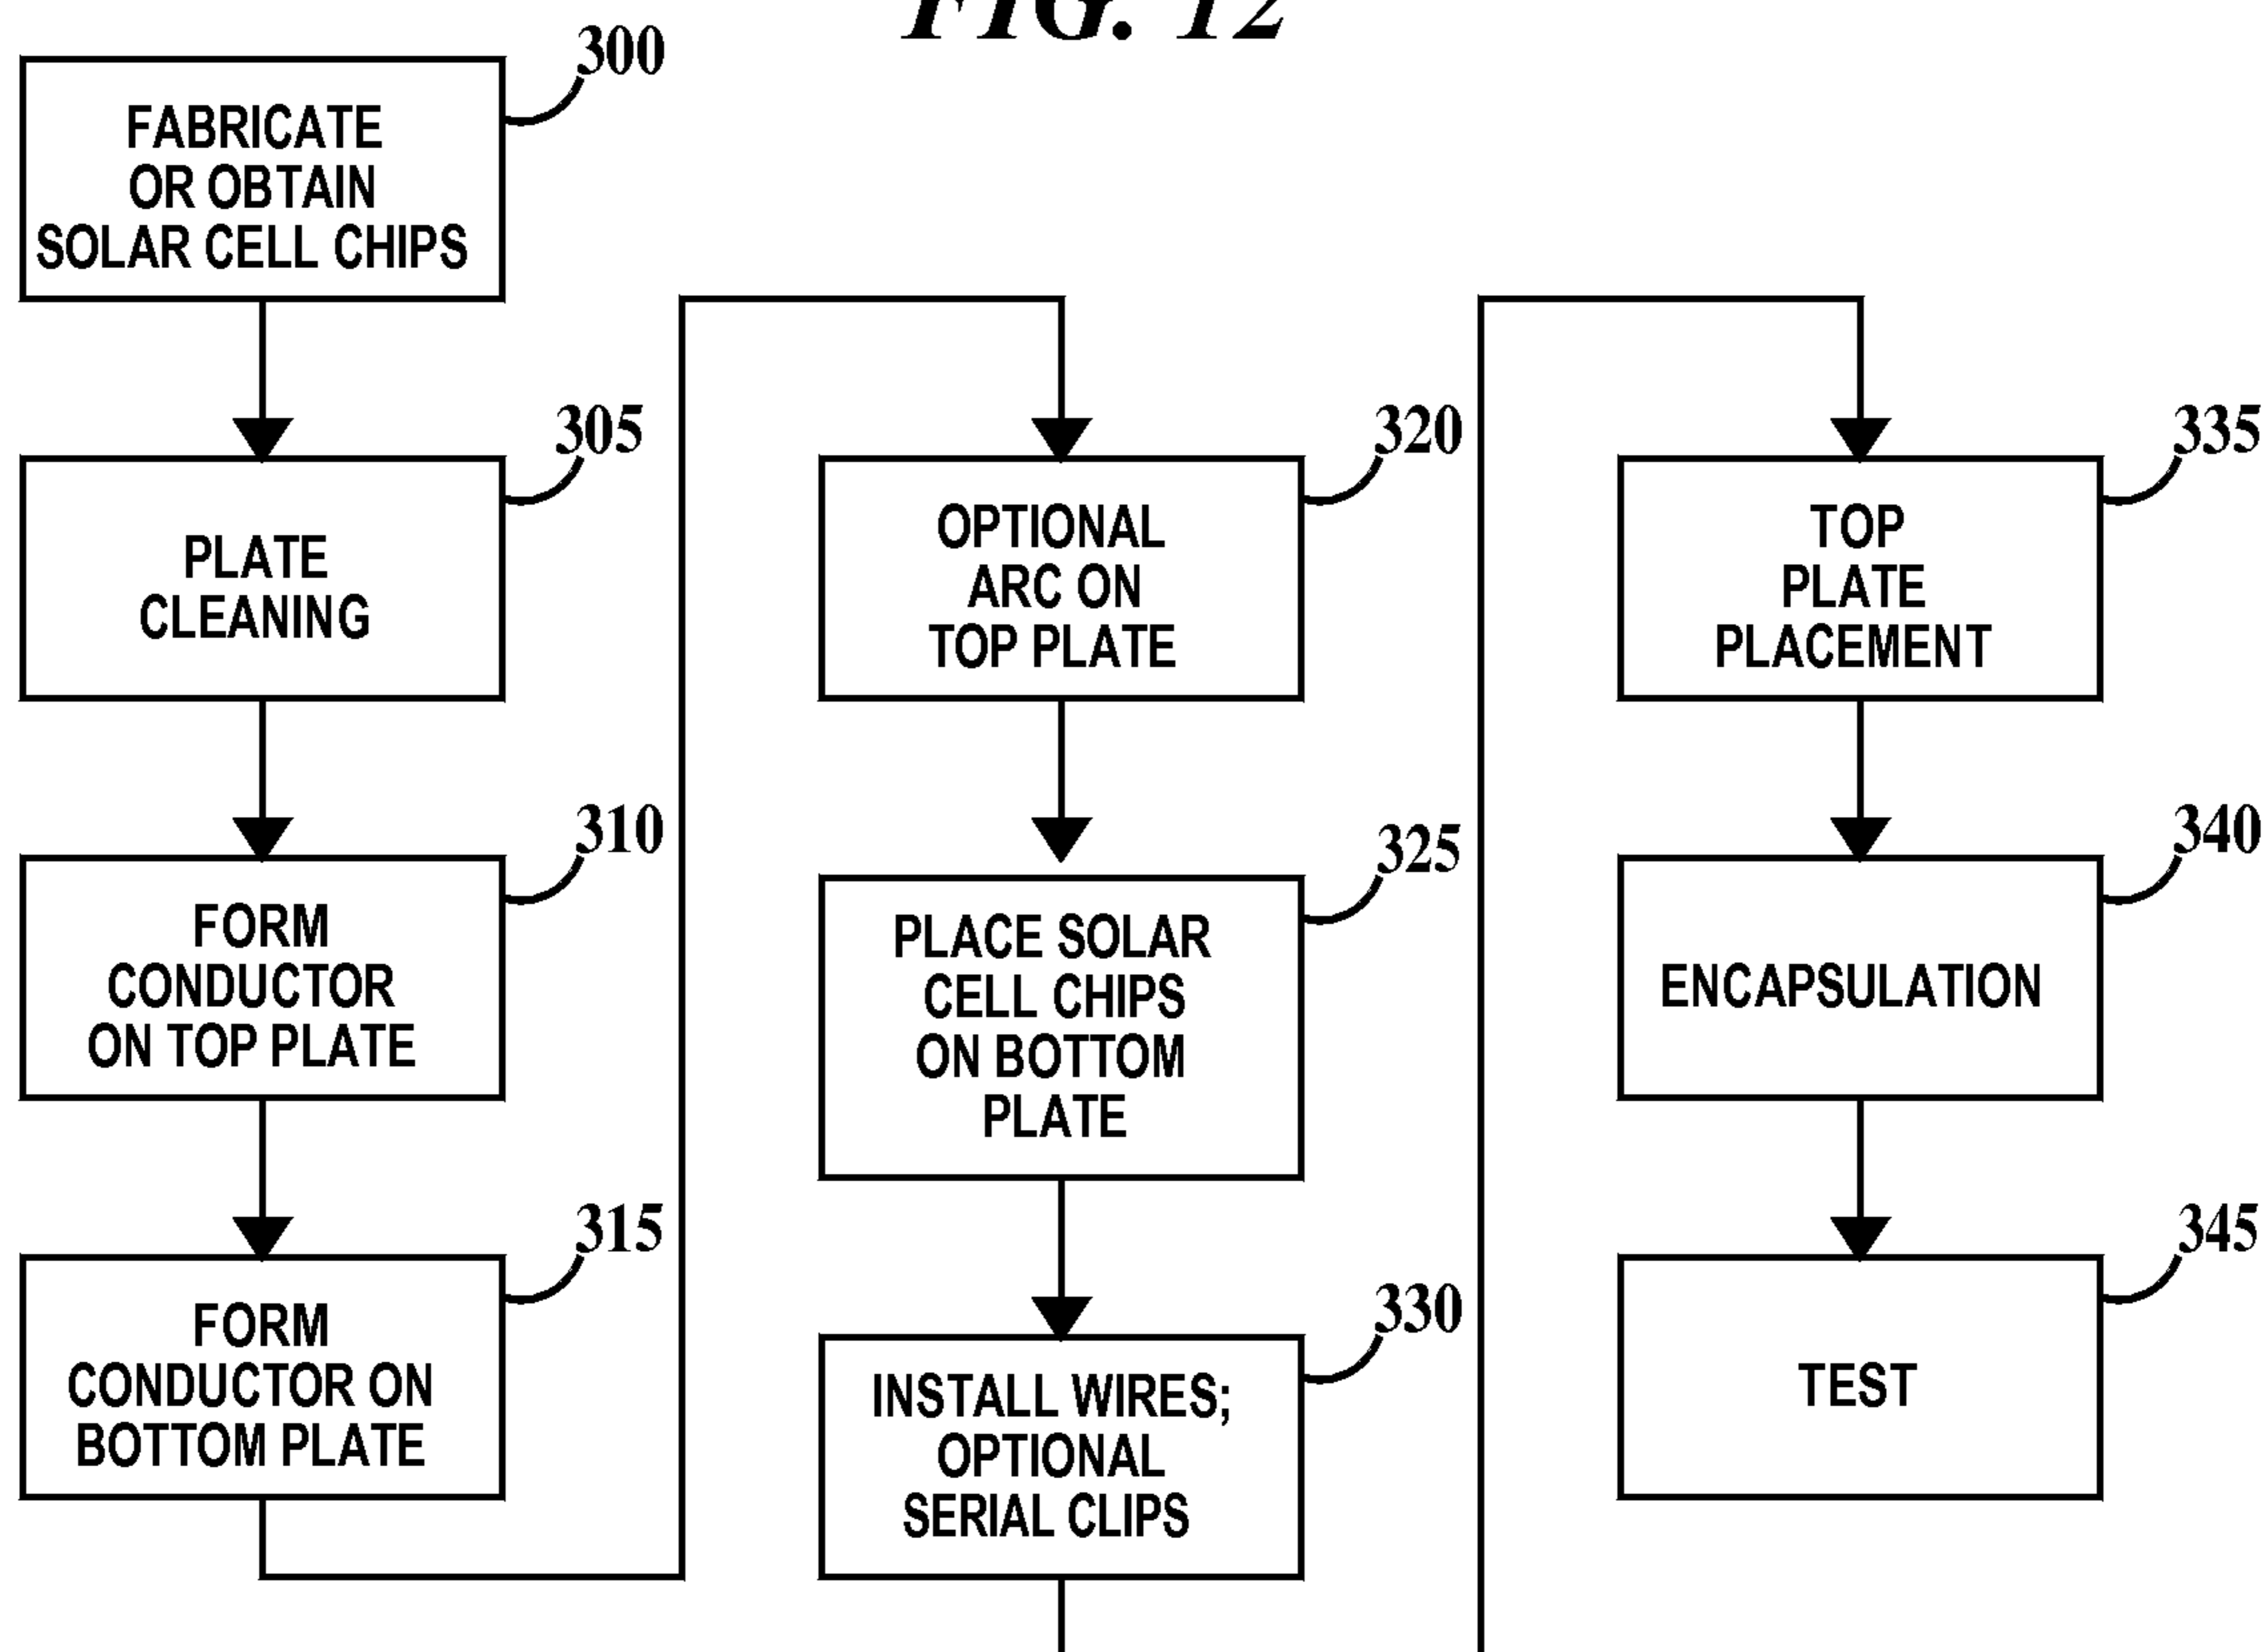 FIG. 12
300
FABRICATE
OR OBTAIN
SOLAR CELL CHIPS
305
PLATE
CLEANING
310
FORM
CONDUCTOR
ON TOP PLATE
315
FORM
CONDUCTOR ON
BOTTOM PLATE
320
OPTIONAL
ARC ON
TOP PLATE
325
PLACE SOLAR
CELL CHIPS
ON BOTTOM
PLATE
330
INSTALL WIRES;
OPTIONAL
SERIAL CLIPS
335
TOP
PLATE
PLACEMENT
340
ENCAPSULATION
345
TEST